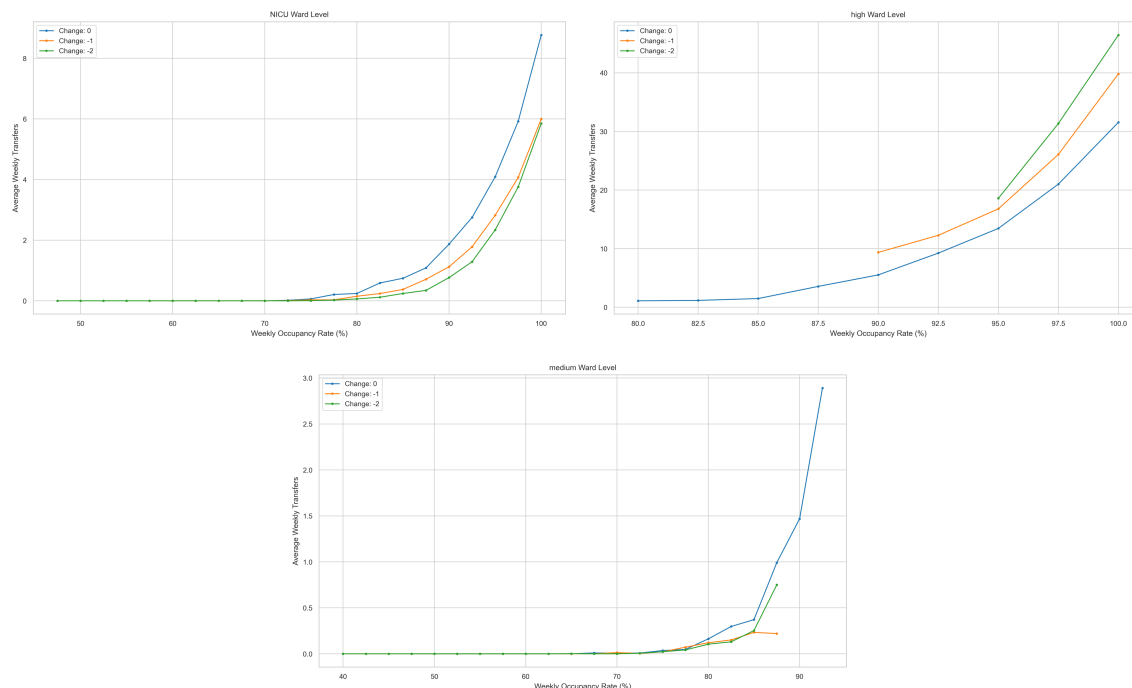 NICU Ward Level
Change: 0
Change: -1
Change: -2
Average Weekly Transfers
8
6
4
2
0
50 60 70 80 90 100
Weekly Occupancy Rate (%)
high Ward Level
Change: 0
Change: -1
Change: -2
Average Weekly Transfers
40
30
20
10
0
80.0 82.5 85.0 87.5 90.0 92.5 95.0 97.5 100.0
Weekly Occupancy Rate (%)
medium Ward Level
Change: 0
Change: -1
Change: -2
Average Weekly Transfers
3.0
2.5
2.0
1.5
1.0
0.5
0.0
40 50 60 70 80 90
Weekly Occupancy Rate (%)